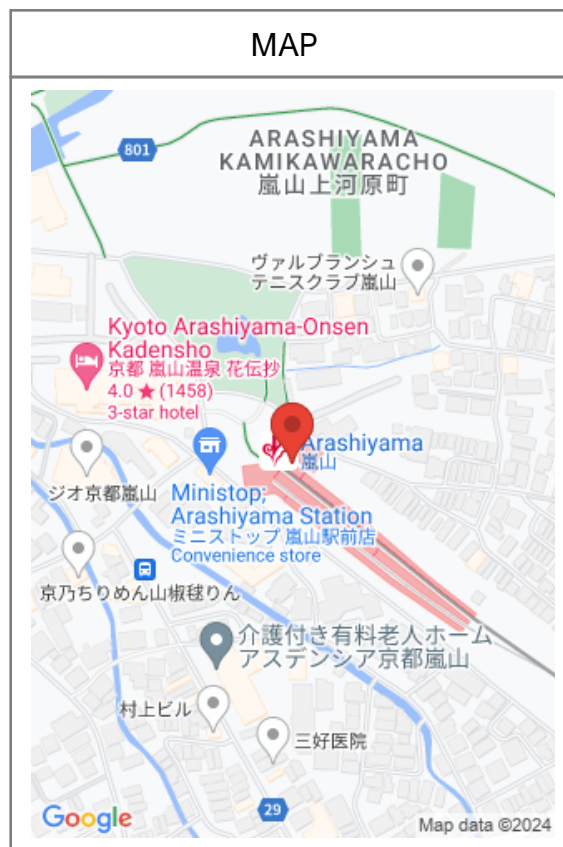 MAP
801
ARASHIYAMA
KAMIKAWARACHO
嵐山上河原町
ヴァルブランシュ
テニスクラブ嵐山
Kyoto Arashiyama-Onsen
Kadensho
京都 嵐山温泉 花伝抄
4.0 ★ (1458)
3-star hotel
Arashiyama
嵐山
ジオ京都嵐山
Ministop;
Arashiyama Station
ミニストップ 嵐山駅前店
Convenience store
京乃ちりめん山椒毬りん
介護付き有料老人ホーム
アスデンシア京都嵐山
村上ビル
三好医院
29
Google
Map data ©2024